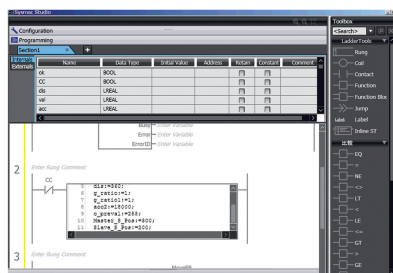 Sysmac Studio
Configuration
Programming
Section1
Internals
Externals
Name Data Type Initial Value Address Retain Constant Comment
ok BOOL
CC BOOL
dis LREAL
vel LREAL
acc LREAL
Busy Enter Variable
Error Enter Variable
ErrorID Enter Variable
2 Enter Rung Comment
CC
5 dis:=360;
6 g_ratio:=1;
7 g_ratio1:=1;
8 acc2:=18000;
9 o_preval:=255;
10 Master_S_Pos:=300;
11 Slave_S_Pos:=200;
3 Enter Rung Comment
Toolbox
<Search>
LadderTools
Rung
Coil
Contact
Function
Function Bloc
Jump
Label Label
Inline ST
比較
EQ
=
NE
<>
LT
<
LE
<=
GT
>
GE